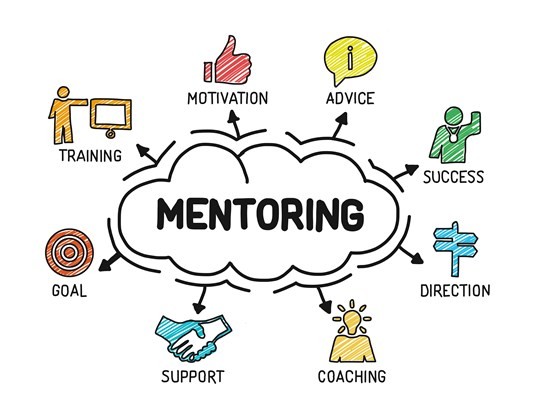 MOTIVATION
ADVICE
TRAINING
SUCCESS
MENTORING
GOAL
DIRECTION
SUPPORT
COACHING